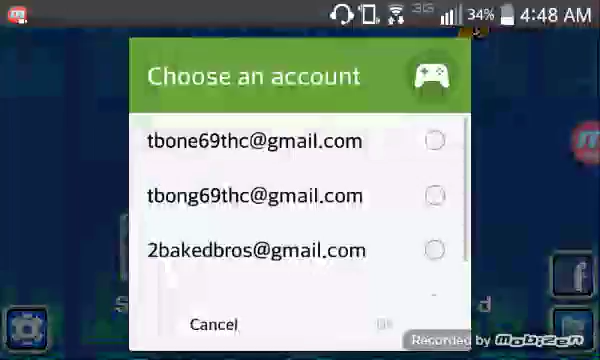 3G 34% 4:48 AM
Choose an account
tbone69thc@gmail.com
tbong69thc@gmail.com
2bakedbros@gmail.com
Cancel
Recorded by Mobizen